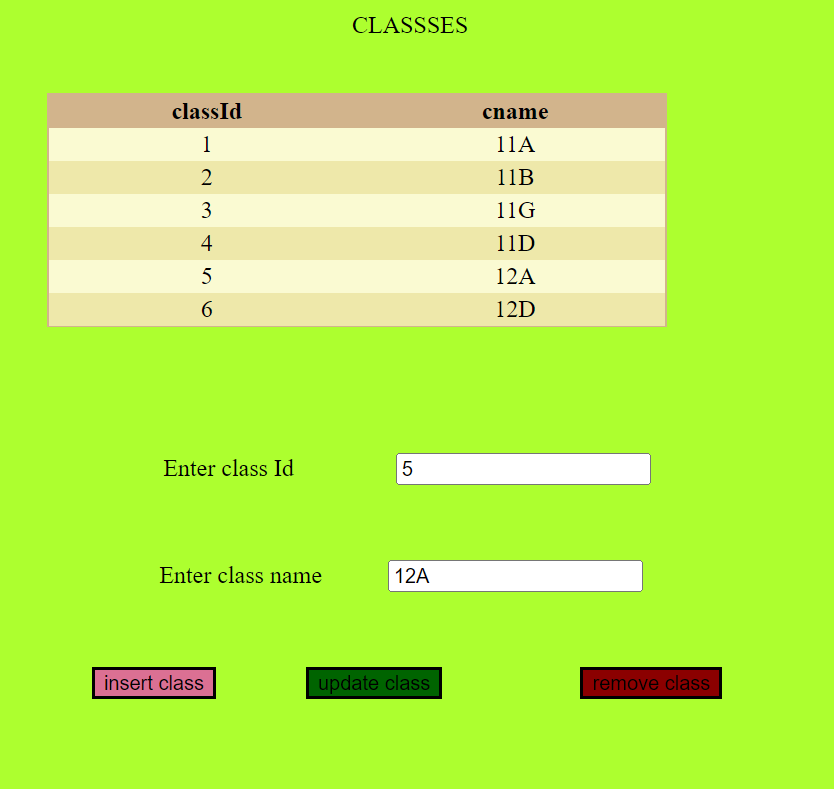 CLASSSES
classId cname
1 11A
2 11B
3 11G
4 11D
5 12A
6 12D
Enter class Id 5
Enter class name 12A
insert class update class remove class